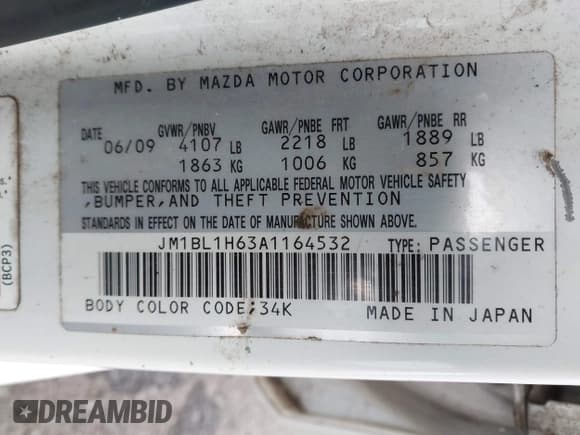 MFD. BY MAZDA MOTOR CORPORATION
DATE GVWR/PNBV GAWR/PNBE FRT GAWR/PNBE RR
06/09 4107 LB 2218 LB 1889 LB
1863 KG 1006 KG 857 KG
THIS VEHICLE CONFORMS TO ALL APPLICABLE FEDERAL MOTOR VEHICLE SAFETY
,BUMPER,AND THEFT PREVENTION
STANDARDS IN EFFECT ON THE DATE OF MANUFACTURE SHOWN ABOVE.
JM1BL1H63A1164532 TYPE: PASSENGER
BODY COLOR CODE:34K MADE IN JAPAN
(BCP3)
DREAMBID